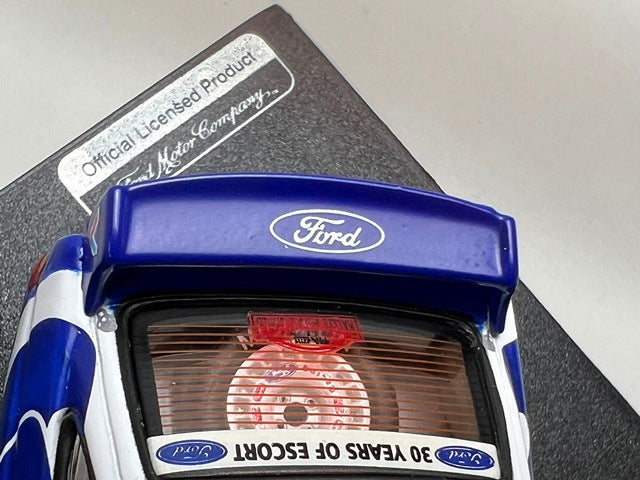 Official Licensed Product
Ford Motor Company
Ford
Ford 30 YEARS OF ESCORT Ford